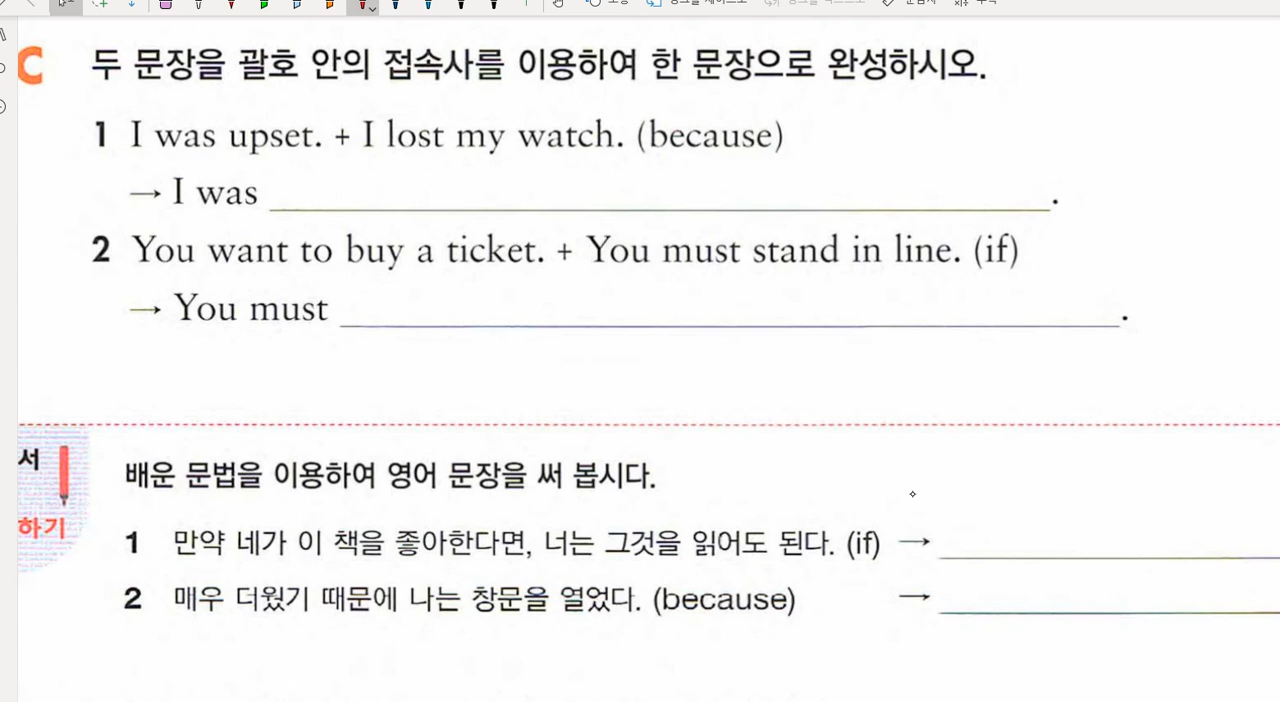 C 두 문장을 괄호 안의 접속사를 이용하여 한 문장으로 완성하시오.
1 I was upset. + I lost my watch. (because)
→ I was ____________________.
2 You want to buy a ticket. + You must stand in line. (if)
→ You must ____________________.
서
하기
배운 문법을 이용하여 영어 문장을 써 봅시다.
1 만약 네가 이 책을 좋아한다면, 너는 그것을 읽어도 된다. (if) → ____________________
2 매우 더웠기 때문에 나는 창문을 열었다. (because) → ____________________